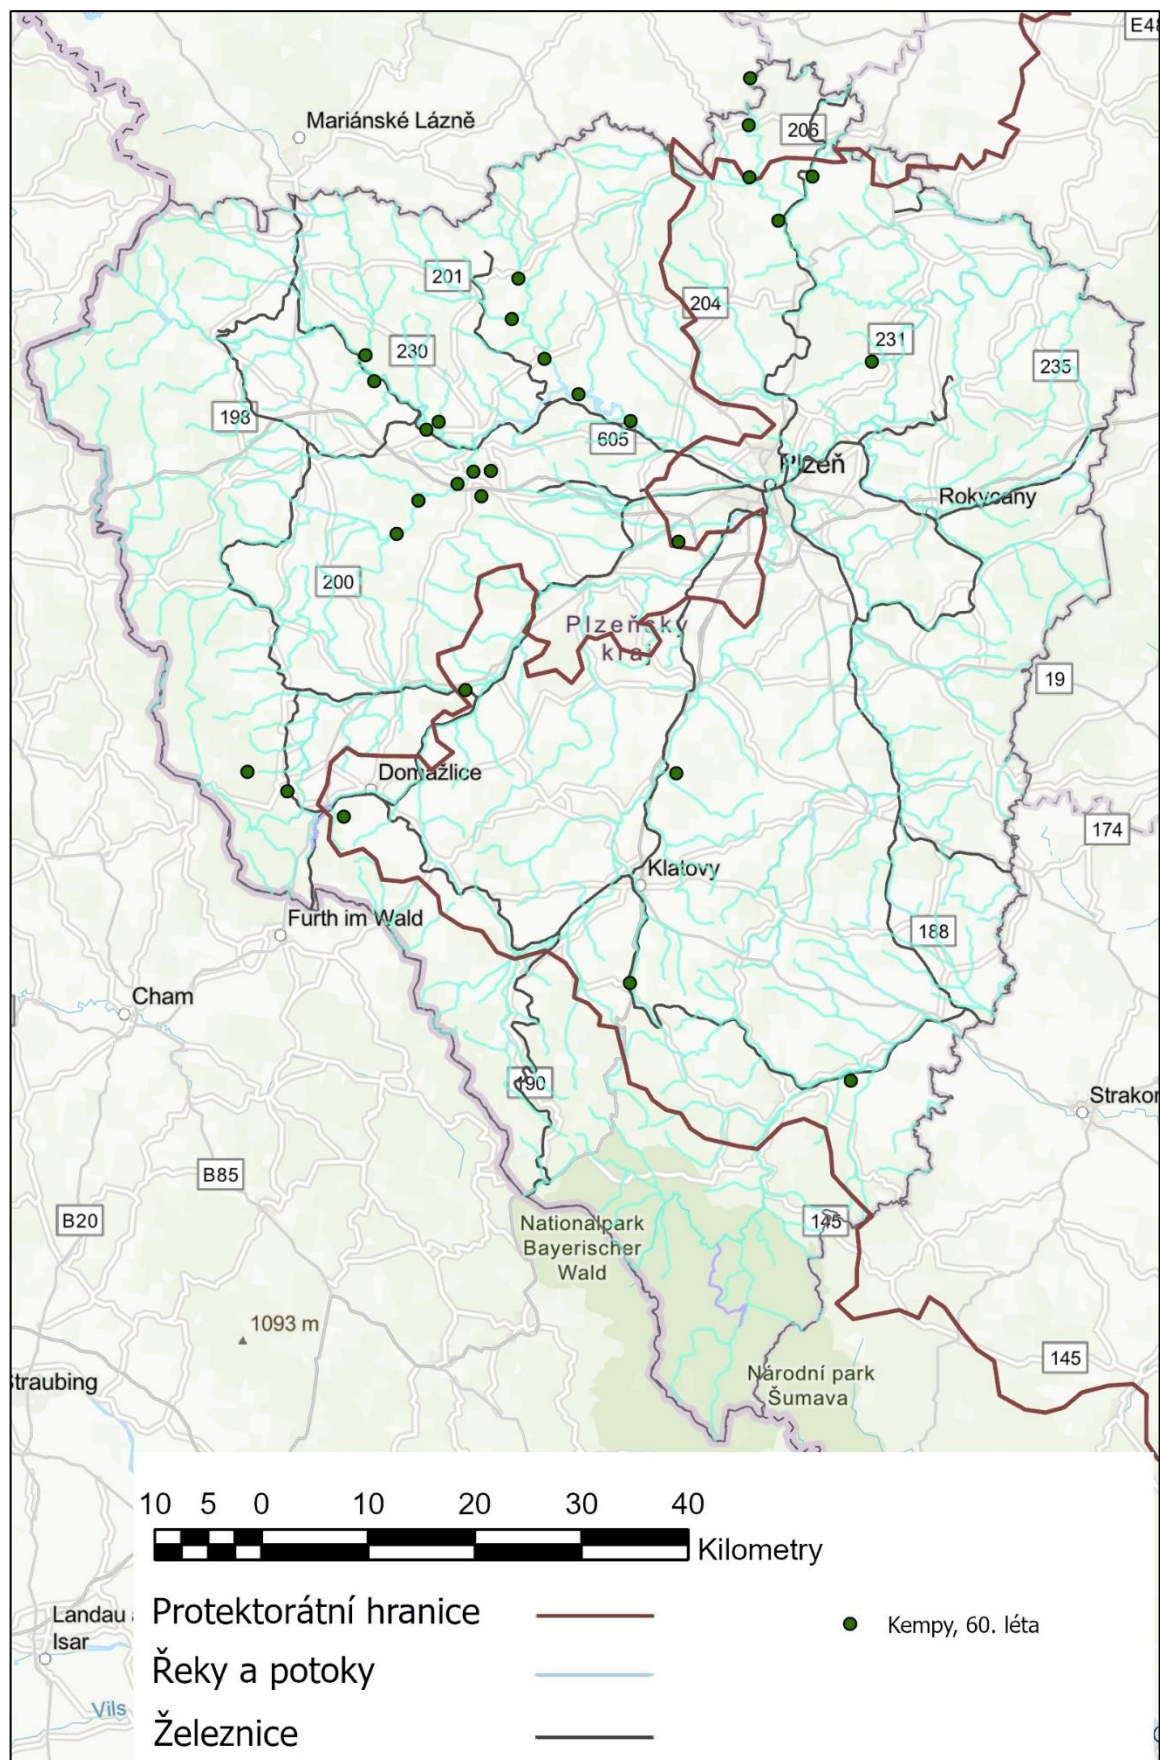 E48
Mariánské Lázně
206
201
204
230
231
235
198
605
Plzeň
Rokycany
200
Plzeňský
kraj
19
Domažlice
174
Klatovy
Furth im Wald
188
Cham
190
Strakon
B85
B20
Nationalpark
Bayerischer
Wald
145
1093 m
145
Národní park
Šumava
Straubing
10 5 0 10 20 30 40
Kilometry
Landau a
Isar
Protektorátní hranice
Kempy, 60. léta
Řeky a potoky
Vils
Železnice